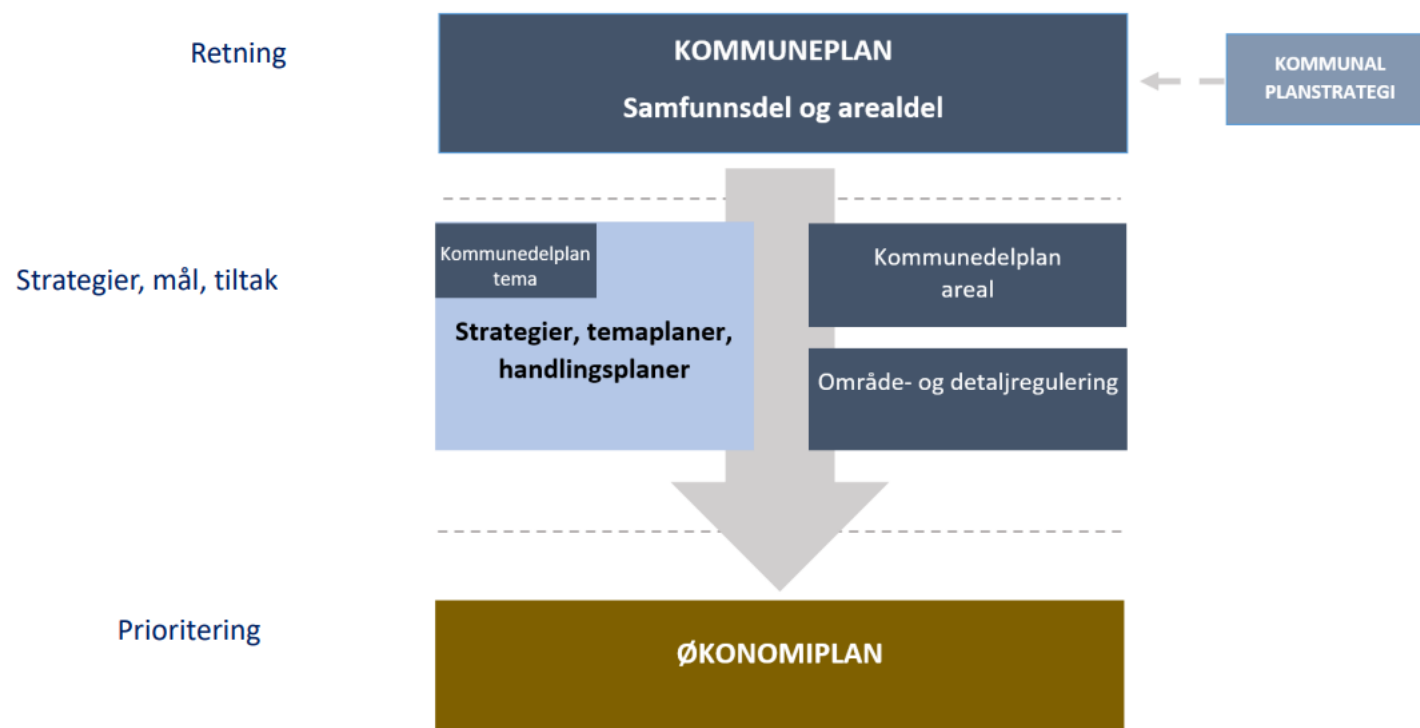 Retning
KOMMUNEPLAN
Samfunnsdel og arealdel
KOMMUNAL
PLANSTRATEGI
Strategier, mål, tiltak
Kommunedelplan
tema
Strategier, temaplaner,
handlingsplaner
Kommunedelplan
areal
Område- og detaljregulering
Prioritering
ØKONOMIPLAN